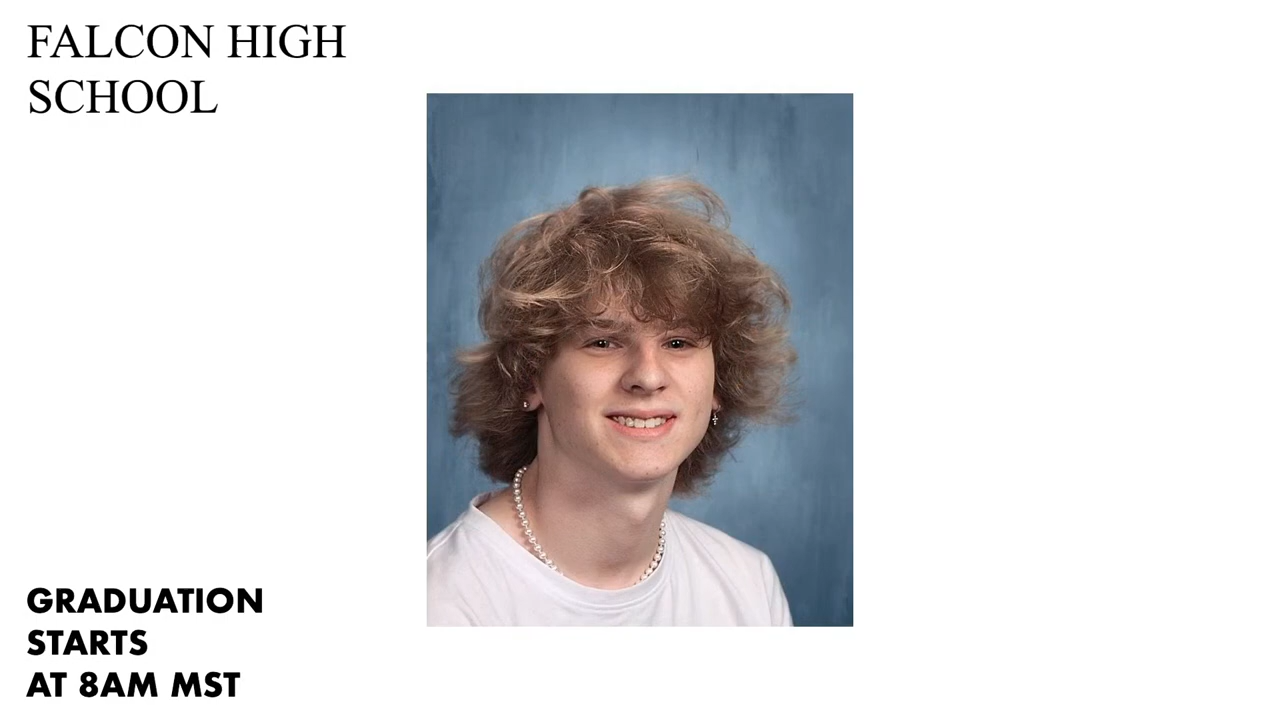 FALCON HIGH
SCHOOL
GRADUATION
STARTS
AT 8AM MST